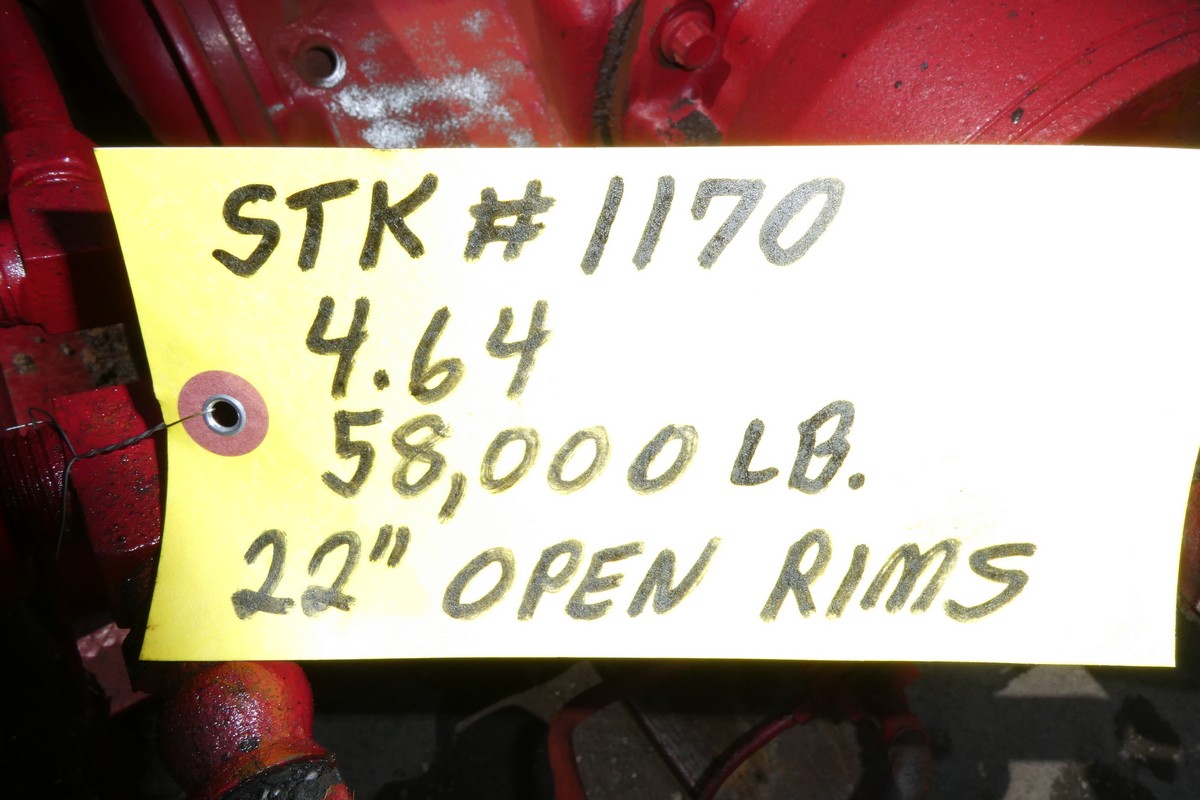 STK # 1170
4.64
58,000 LB.
22" OPEN RIMS